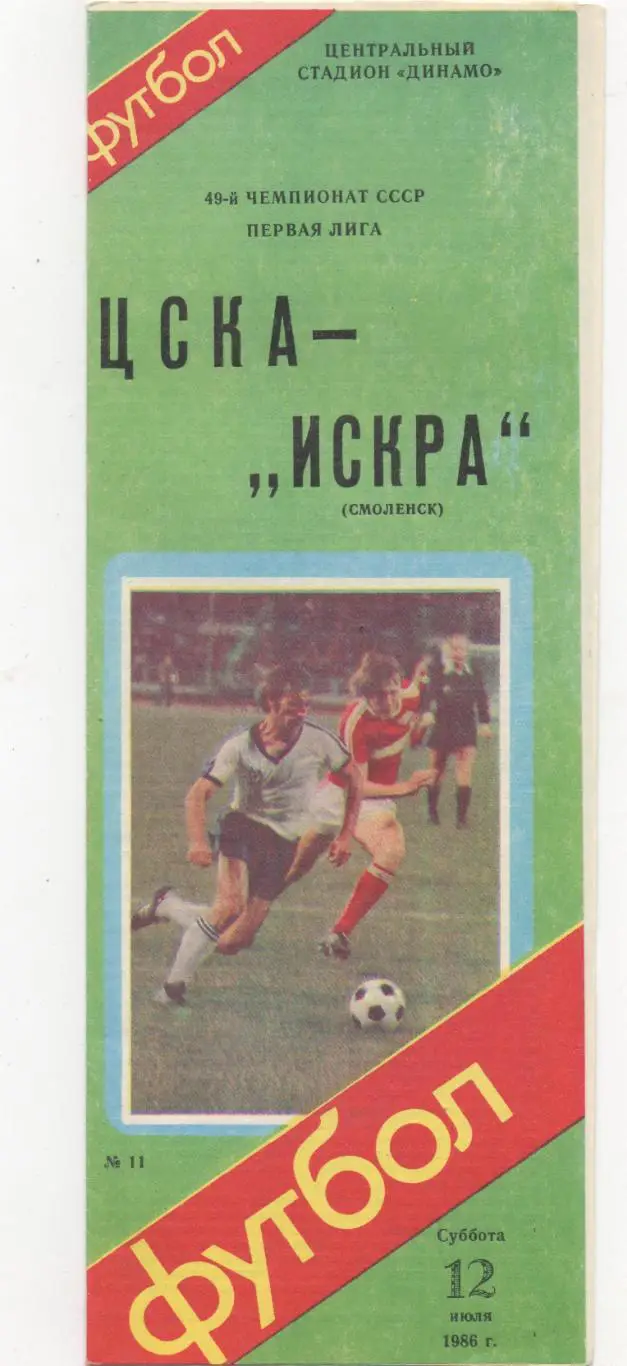 футбол
ЦЕНТРАЛЬНЫЙ
СТАДИОН «ДИНАМО»
49-й ЧЕМПИОНАТ СССР
ПЕРВАЯ ЛИГА
ЦСКА—
„ИСКРА“
(СМОЛЕНСК)
№ 11
футбол
Суббота
12
июля
1986 г.